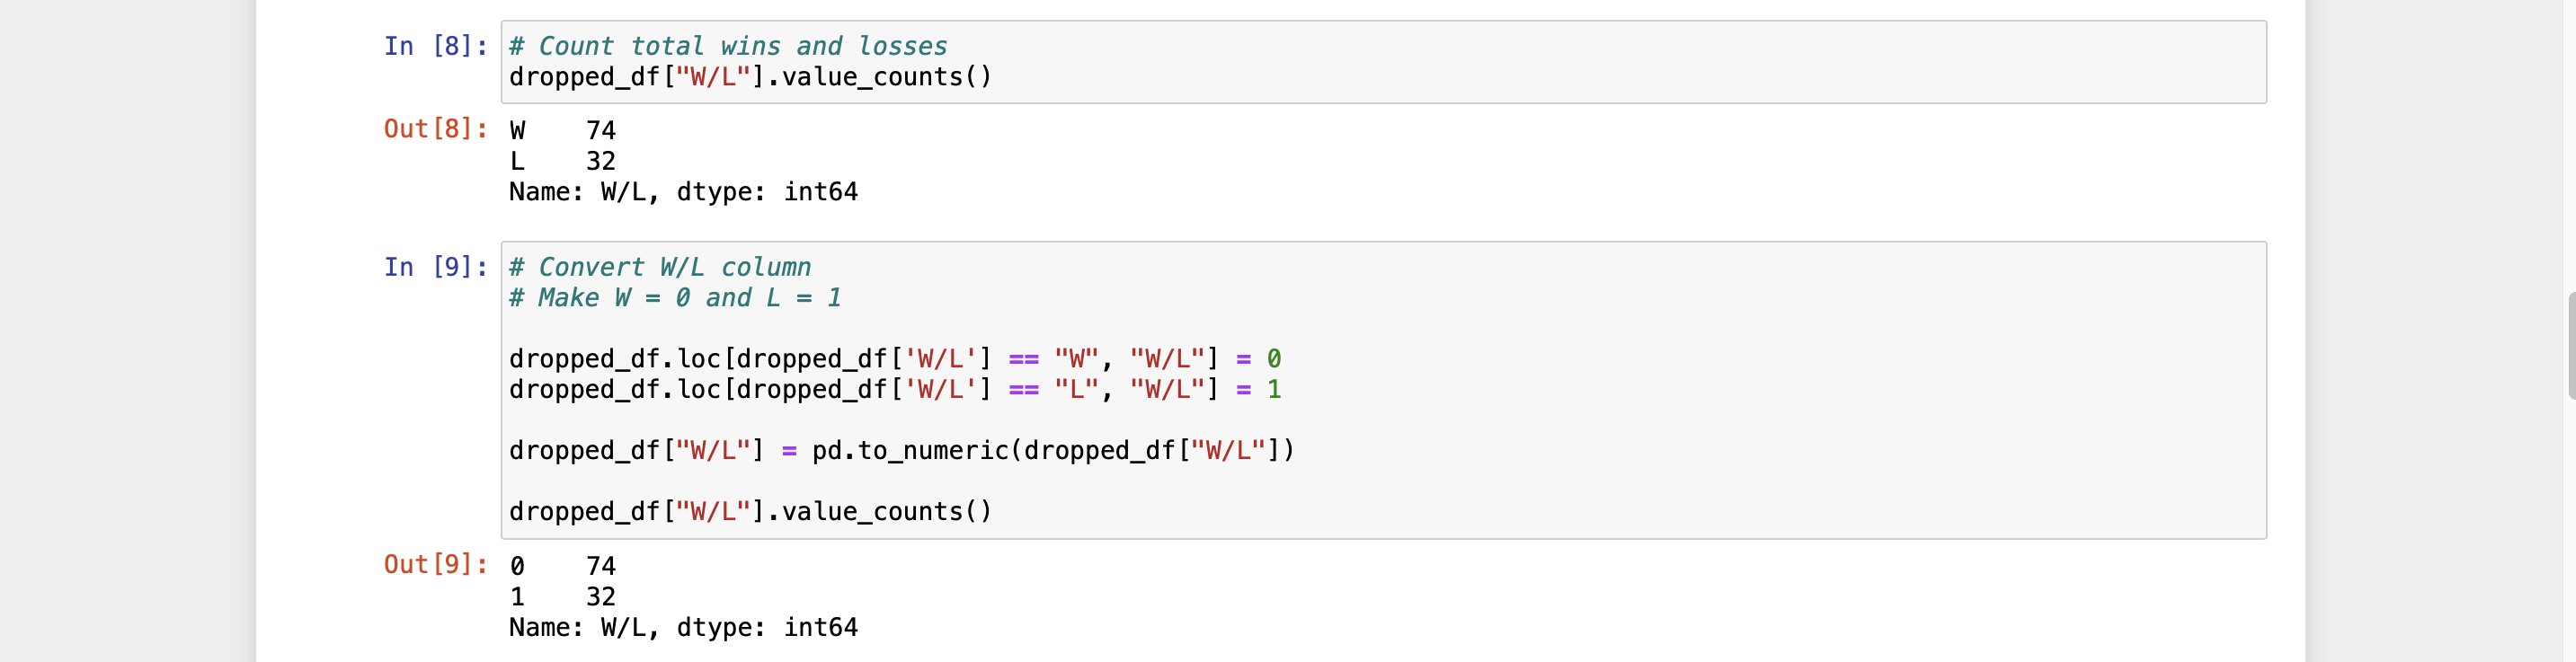 In [8]: # Count total wins and losses
dropped_df["W/L"].value_counts()
Out[8]: W    74
L    32
Name: W/L, dtype: int64
In [9]: # Convert W/L column
# Make W = 0 and L = 1
dropped_df.loc[dropped_df['W/L'] == "W", "W/L"] = 0
dropped_df.loc[dropped_df['W/L'] == "L", "W/L"] = 1
dropped_df["W/L"] = pd.to_numeric(dropped_df["W/L"])
dropped_df["W/L"].value_counts()
Out[9]: 0    74
1    32
Name: W/L, dtype: int64